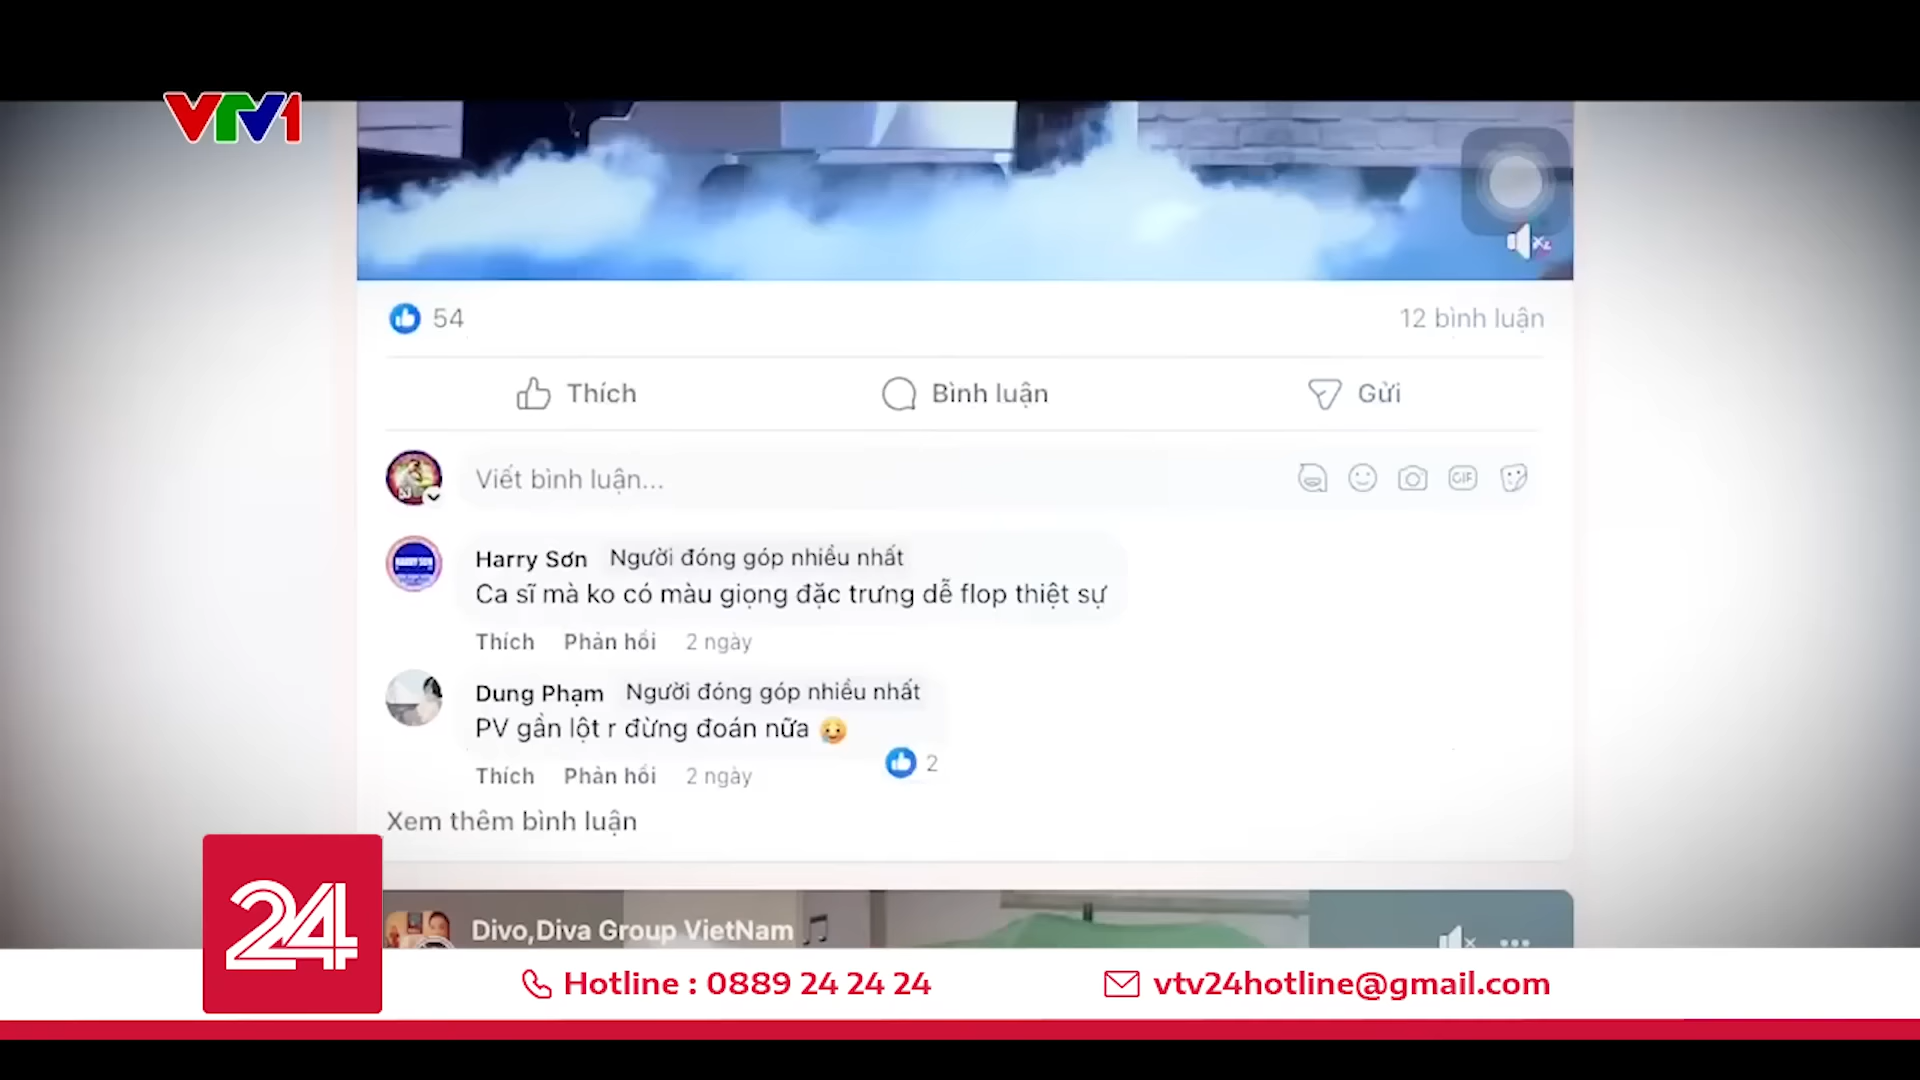 VTV1
54
12 bình luận
Thích
Bình luận
Gửi
Viết bình luận...
GIF
Harry Sơn Người đóng góp nhiều nhất
Ca sĩ mà ko có màu giọng đặc trưng dễ flop thiệt sự
Thích Phản hồi 2 ngày
Dung Phạm Người đóng góp nhiều nhất
PV gần lột r đừng đoán nữa
2
Thích Phản hồi 2 ngày
Xem thêm bình luận
Divo,Diva Group VietNam
24
Hotline : 0889 24 24 24
vtv24hotline@gmail.com